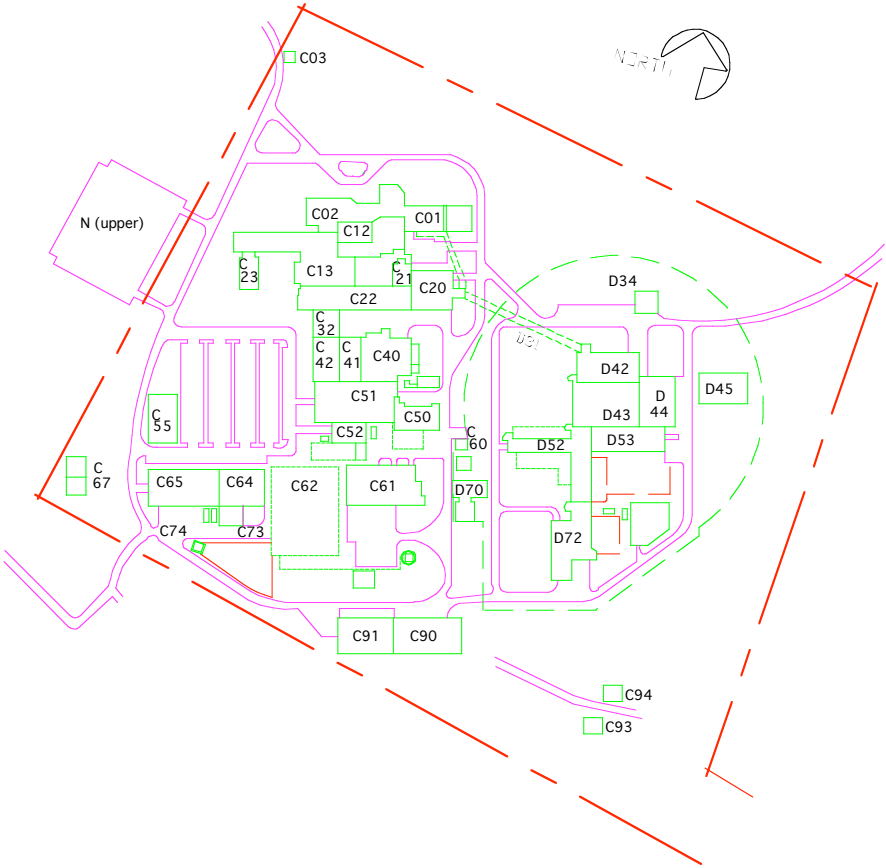 NORTH
C03
N (upper)
C02
C01
C12
C
23
C13
C
21
C20
C22
D34
C
32
D31
C
42
C
41
C40
D42
C51
D
44
D45
C
55
C50
D43
C52
C
60
D52
D53
C
67
C65
C64
C62
C61
D70
C74
C73
D72
C91
C90
C94
C93